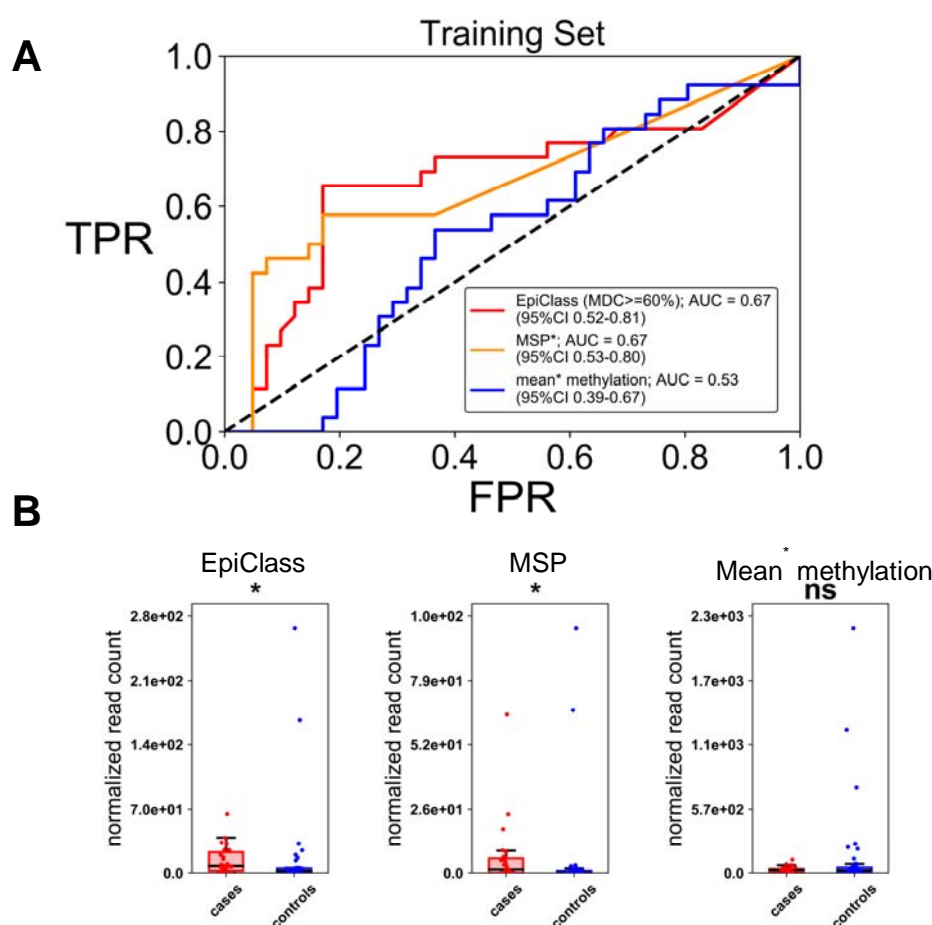 A
Training Set
TPR
1.0
0.8
0.6
0.4
0.2
0.0
EpiClass (MDC>=60%); AUC = 0.67
(95%CI 0.52-0.81)
MSP*; AUC = 0.67
(95%CI 0.53-0.80)
mean* methylation; AUC = 0.53
(95%CI 0.39-0.67)
0.0 0.2 0.4 0.6 0.8 1.0
FPR
B
EpiClass
*
normalized read count
2.8e+02
2.1e+02
1.4e+02
7.0e+01
0.0
cases
controls
MSP
*
normalized read count
1.0e+02
7.9e+01
5.2e+01
2.6e+01
0.0
cases
controls
Mean* methylation
ns
normalized read count
2.3e+03
1.7e+03
1.1e+03
5.7e+02
0.0
cases
controls